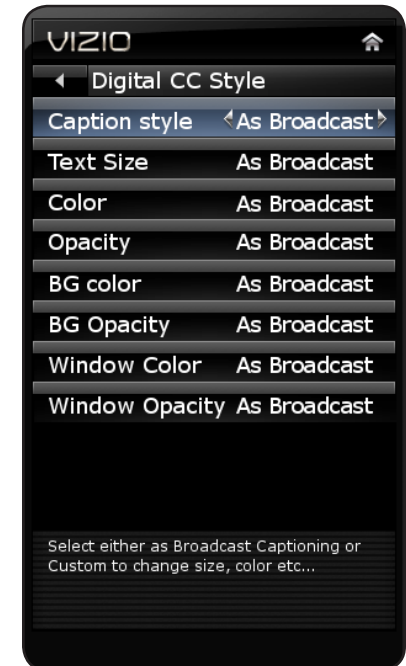 VIZIO
Digital CC Style
Caption style As Broadcast
Text Size As Broadcast
Color As Broadcast
Opacity As Broadcast
BG color As Broadcast
BG Opacity As Broadcast
Window Color As Broadcast
Window Opacity As Broadcast
Select either as Broadcast Captioning or
Custom to change size, color etc...